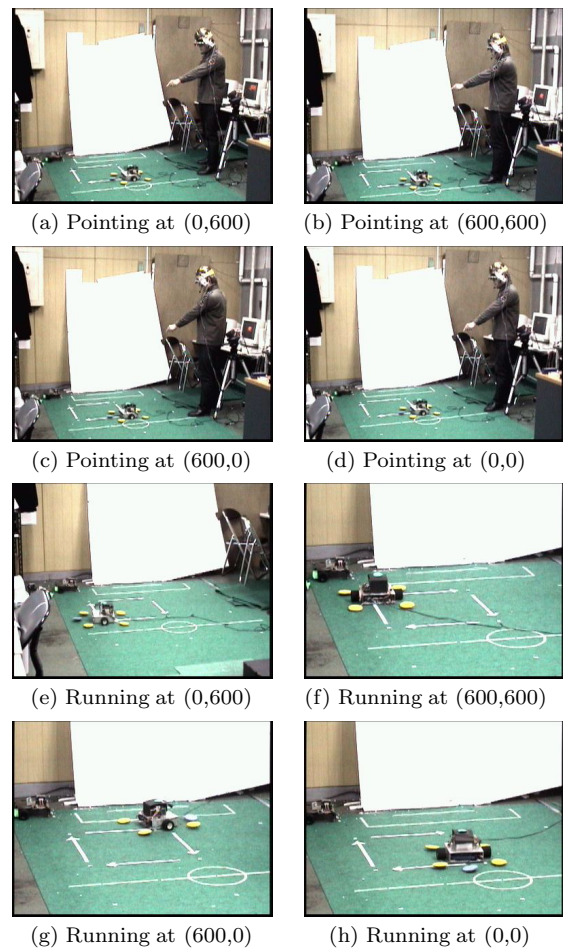 (a) Pointing at (0,600)
(b) Pointing at (600,600)
(c) Pointing at (600,0)
(d) Pointing at (0,0)
(e) Running at (0,600)
(f) Running at (600,600)
(g) Running at (600,0)
(h) Running at (0,0)